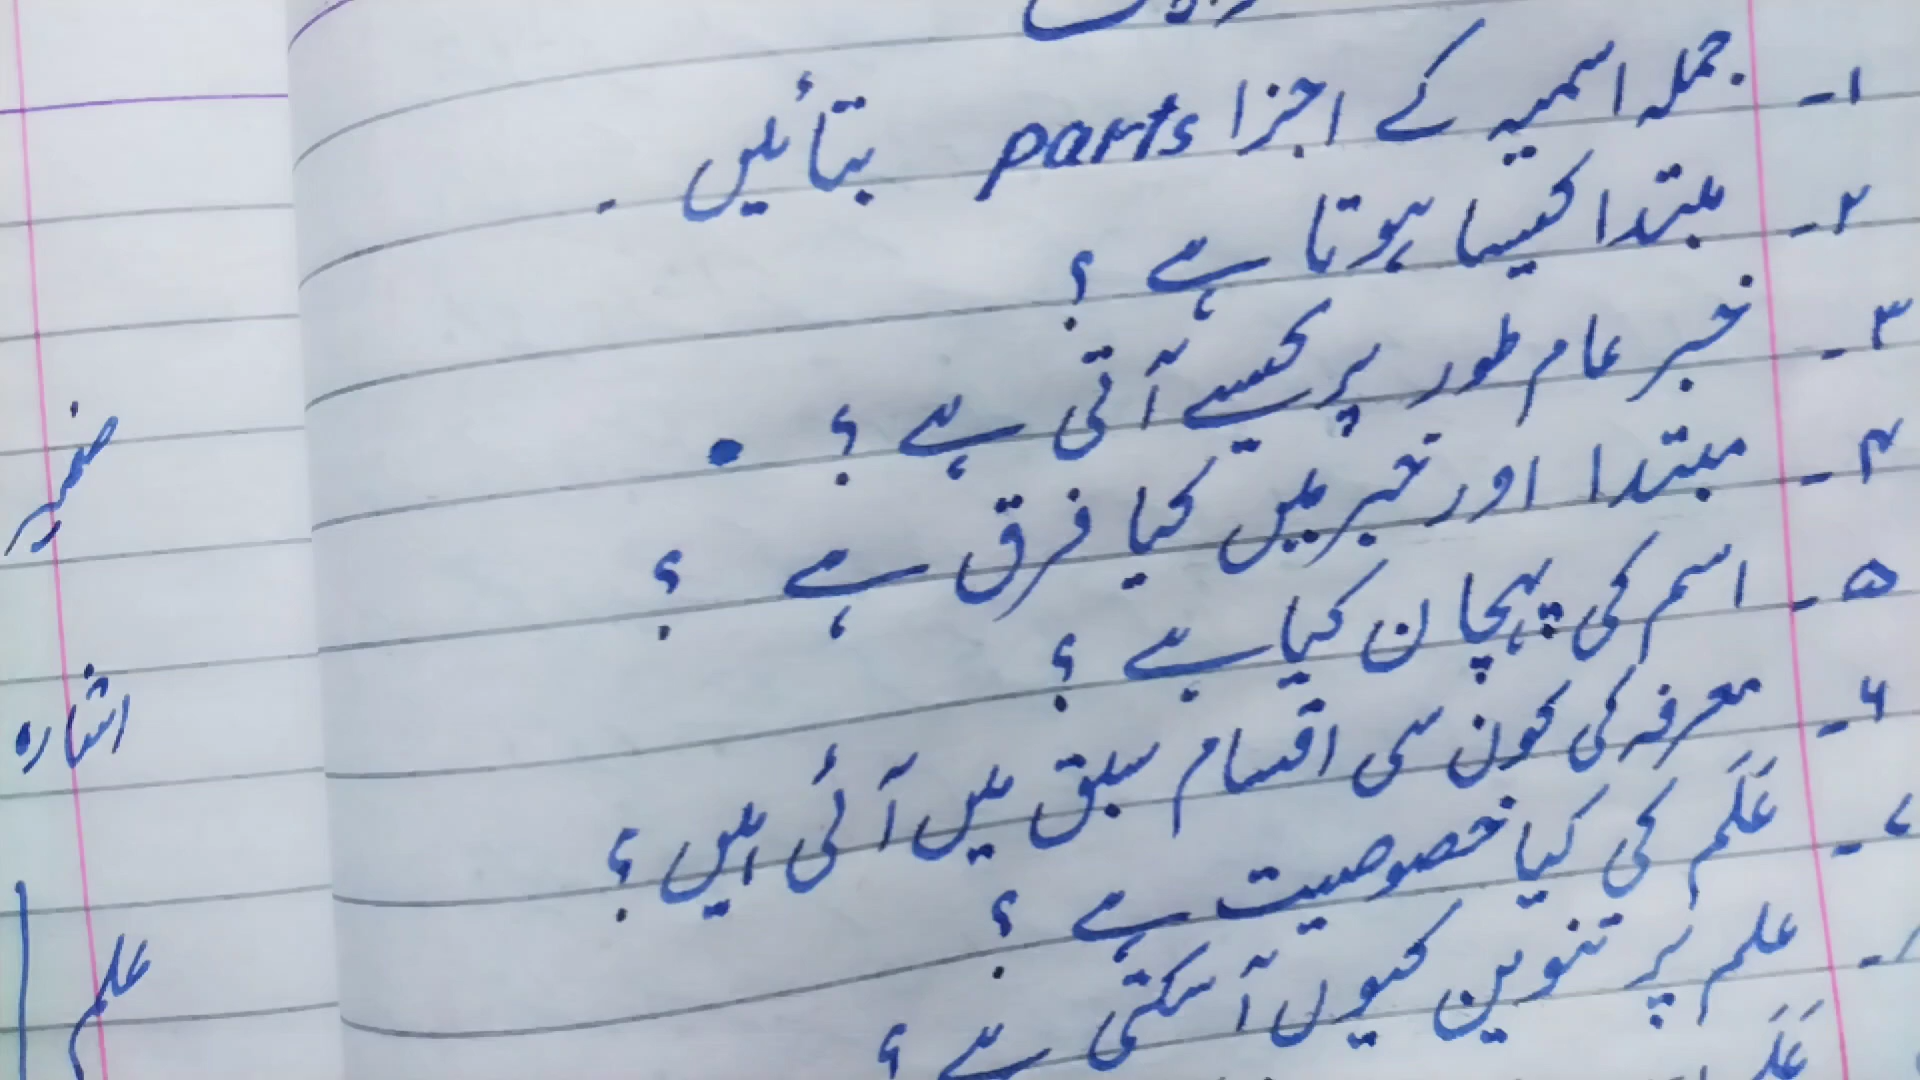 ۱۔ جملہ اسمیہ کے اجزا parts بتائیں ۔
۲۔ مبتدا کیسا ہوتا ہے ؟
۳۔ خبر عام طور پر کیسے آتی ہے ؟
۴۔ مبتدا اور خبر میں کیا فرق ہے ؟
۵۔ اسم کی پہچان کیا ہے ؟
۶۔ معرفہ کی کون سی اقسام سبق میں آئی ہیں ؟
۷۔ عَلَم کی کیا خصوصیت ہے ؟
۸۔ علم پر تنوین کیوں آ سکتی ہے ؟
ضمیر
اشارہ
علم